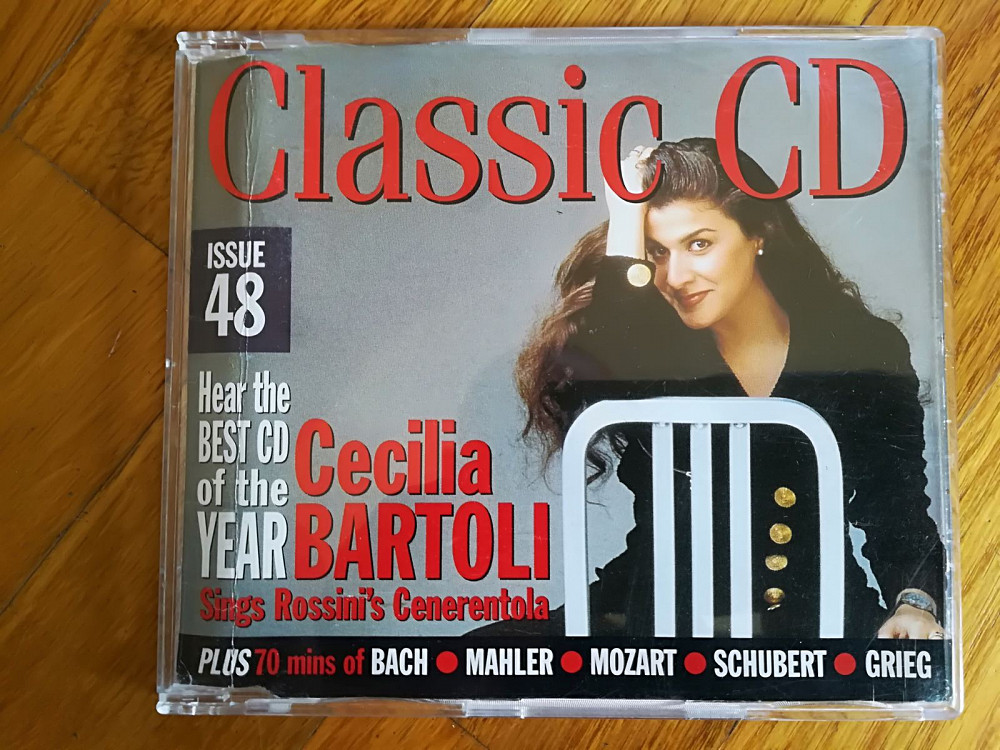 Classic CD
ISSUE
48
Hear the
BEST CD
of the
YEAR
Cecilia
BARTOLI
Sings Rossini's Cenerentola
PLUS 70 mins of BACH ● MAHLER ● MOZART ● SCHUBERT ● GRIEG